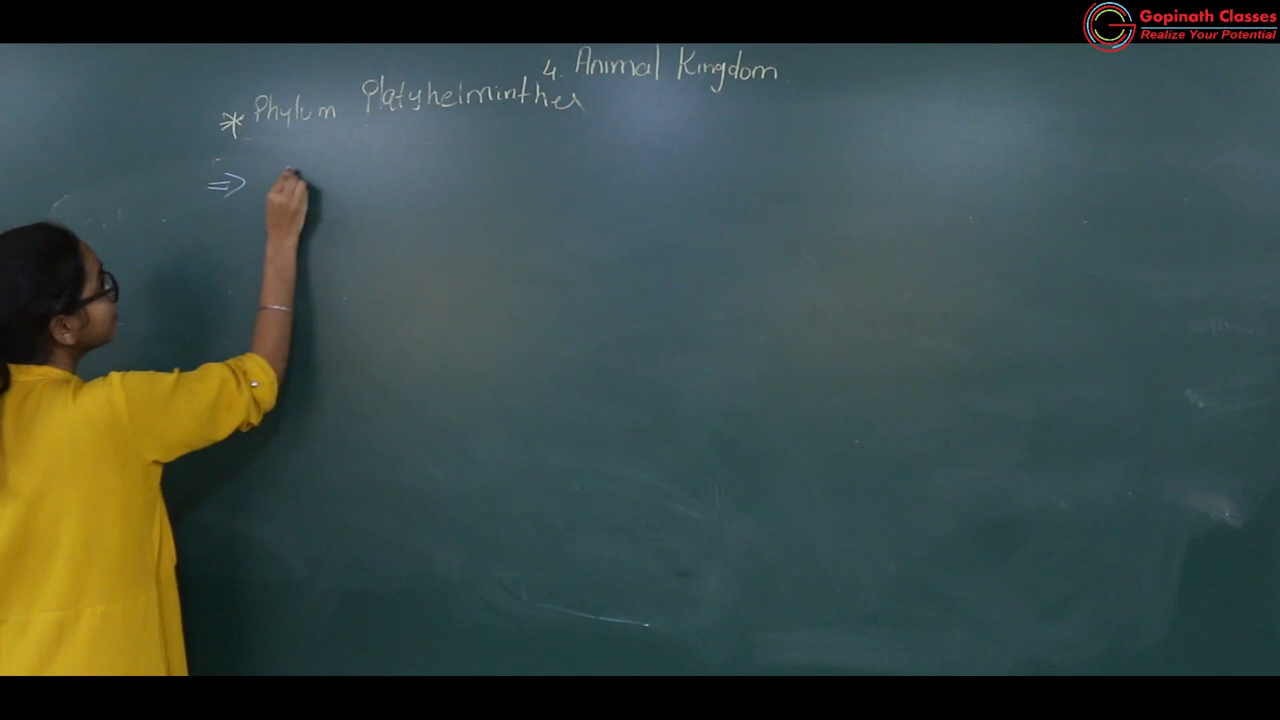 Gopinath Classes
Realize Your Potential
4. Animal Kingdom
* Phylum Platyhelminthes
⇒